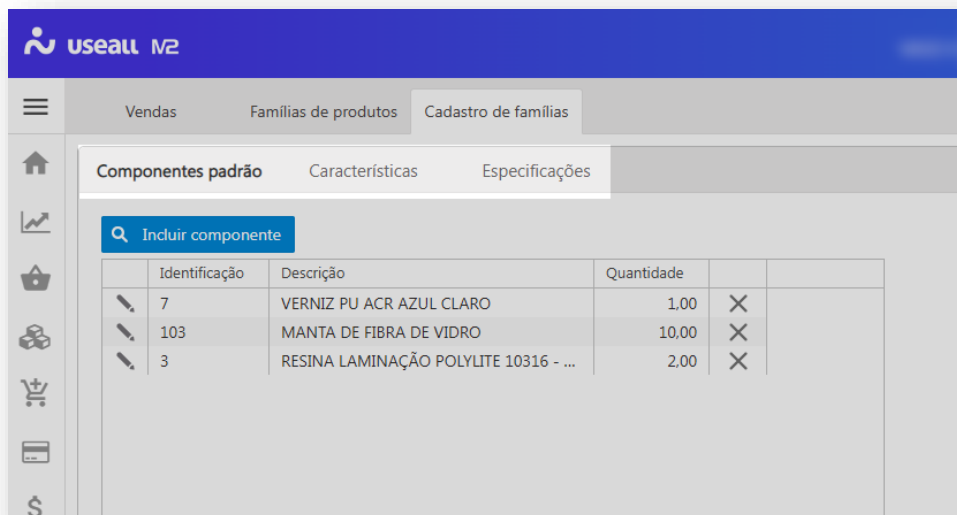 useall M2
Vendas Famílias de produtos Cadastro de famílias
Componentes padrão Características Especificações
Incluir componente
Identificação Descrição Quantidade
7 VERNIZ PU ACR AZUL CLARO 1,00
103 MANTA DE FIBRA DE VIDRO 10,00
3 RESINA LAMINAÇÃO POLYLITE 10316 - ... 2,00